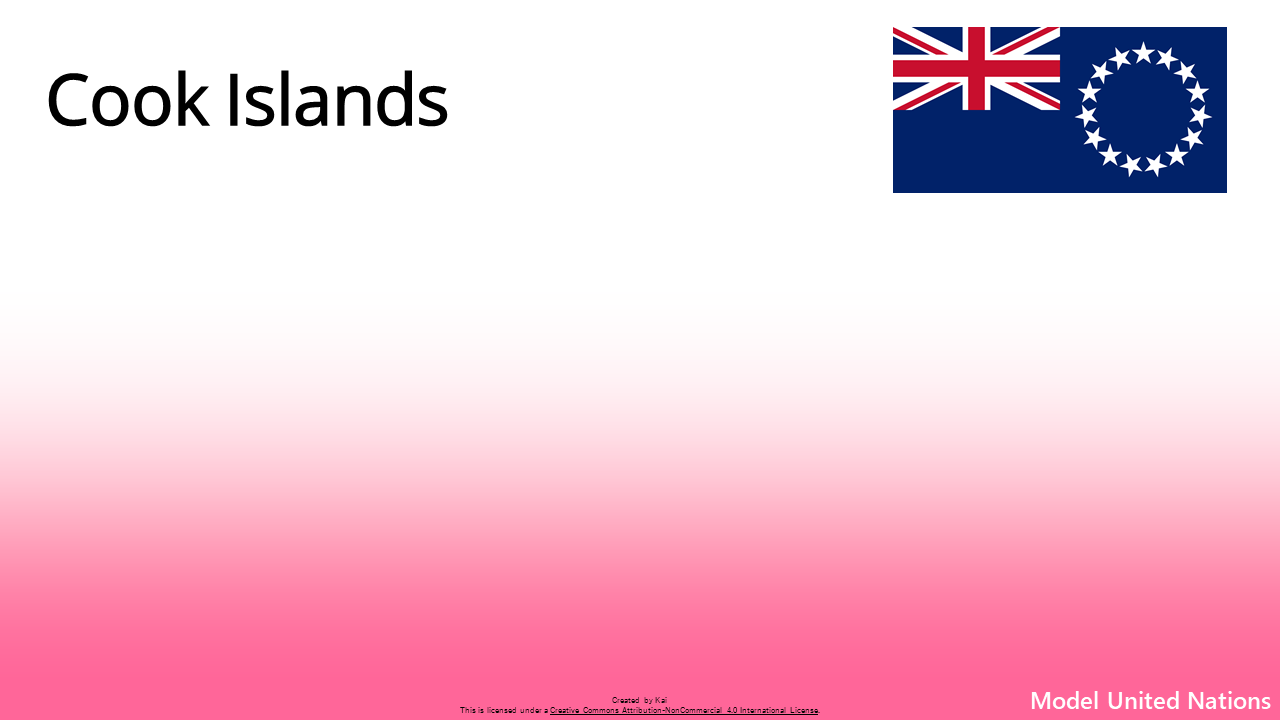 Cook Islands
Created by Kai
This is licensed under a Creative Commons Attribution-NonCommercial 4.0 International License.
Model United Nations